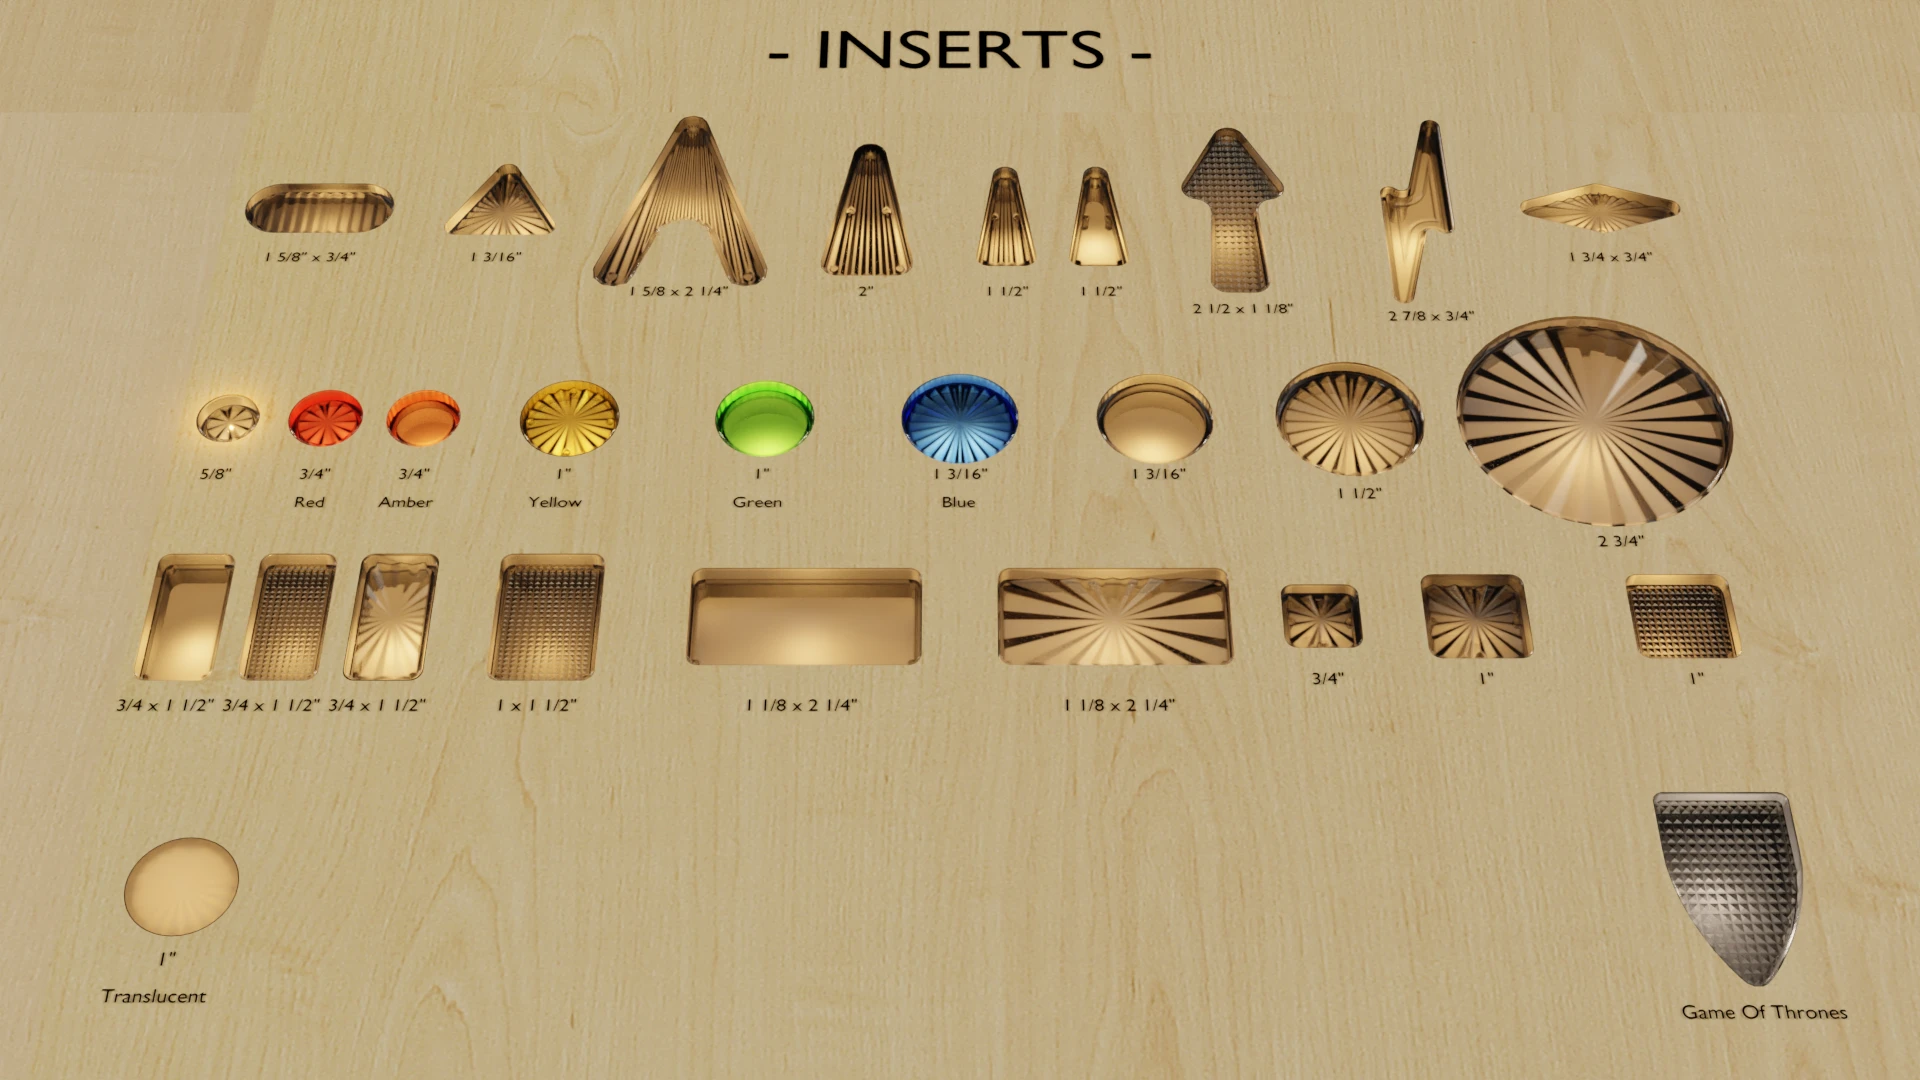 - INSERTS -
1 5/8" x 3/4"
1 3/16"
1 5/8 x 2 1/4"
2"
1 1/2"
1 1/2"
2 1/2 x 1 1/8"
2 7/8 x 3/4"
1 3/4 x 3/4"
5/8"
3/4"
Red
3/4"
Amber
1"
Yellow
1"
Green
1 3/16"
Blue
1 3/16"
1 1/2"
2 3/4"
3/4 x 1 1/2"
3/4 x 1 1/2"
3/4 x 1 1/2"
1 x 1 1/2"
1 1/8 x 2 1/4"
1 1/8 x 2 1/4"
3/4"
1"
1"
1"
Translucent
Game Of Thrones